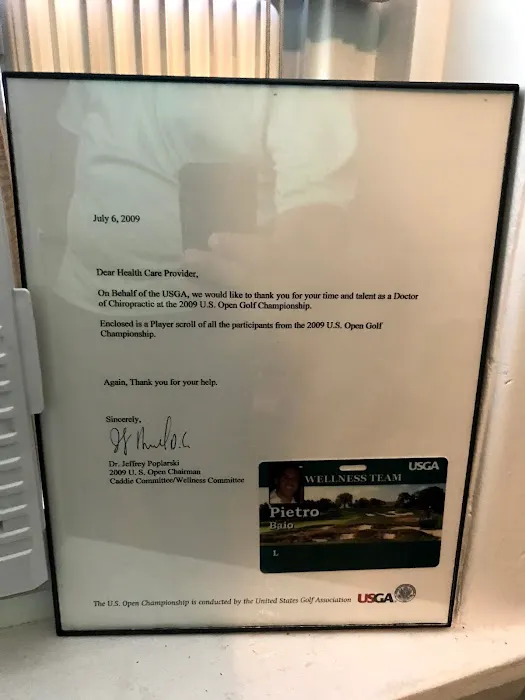 July 6, 2009
Dear Health Care Provider,
On Behalf of the USGA, we would like to thank you for your time and talent as a Doctor
of Chiropractic at the 2009 U.S. Open Golf Championship.
Enclosed is a Player scroll of all the participants from the 2009 U.S. Open Golf
Championship.
Again, Thank you for your help.
Sincerely,
Dr. Jeffrey Poplarski
2009 U. S. Open Chairman
Caddie Committee/Wellness Committee
USGA
WELLNESS TEAM
Pietro
Baio
L
The U.S. Open Championship is conducted by the United States Golf Association USGA